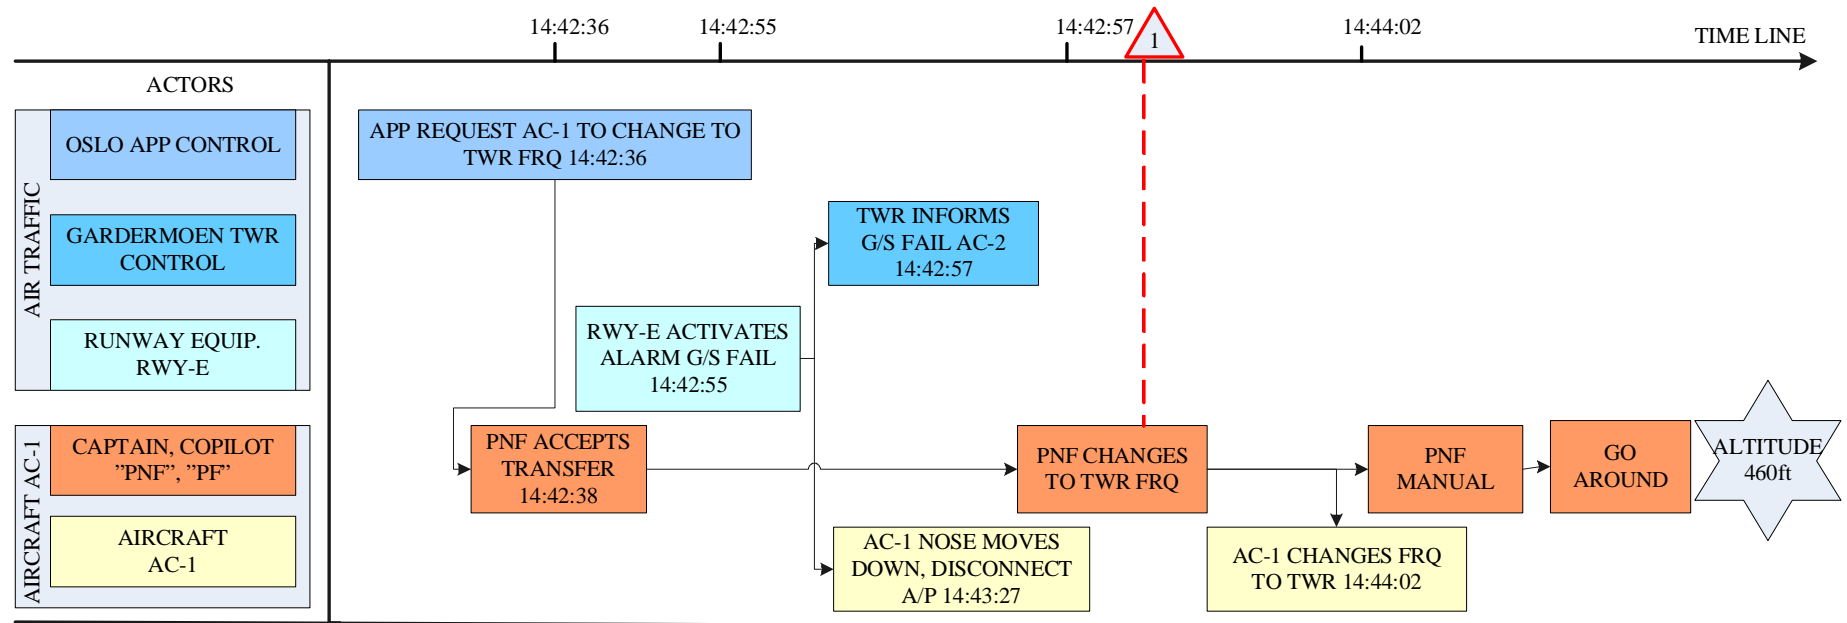 14:42:36
14:42:55
14:42:57
1
14:44:02
TIME LINE
ACTORS
AIR TRAFFIC
OSLO APP CONTROL
APP REQUEST AC-1 TO CHANGE TO
TWR FRQ 14:42:36
GARDERMOEN TWR
CONTROL
TWR INFORMS
G/S FAIL AC-2
14:42:57
RUNWAY EQUIP.
RWY-E
RWY-E ACTIVATES
ALARM G/S FAIL
14:42:55
AIRCRAFT AC-1
CAPTAIN, COPILOT
”PNF”, ”PF”
PNF ACCEPTS
TRANSFER
14:42:38
PNF CHANGES
TO TWR FRQ
PNF
MANUAL
GO
AROUND
ALTITUDE
460ft
AIRCRAFT
AC-1
AC-1 NOSE MOVES
DOWN, DISCONNECT
A/P 14:43:27
AC-1 CHANGES FRQ
TO TWR 14:44:02